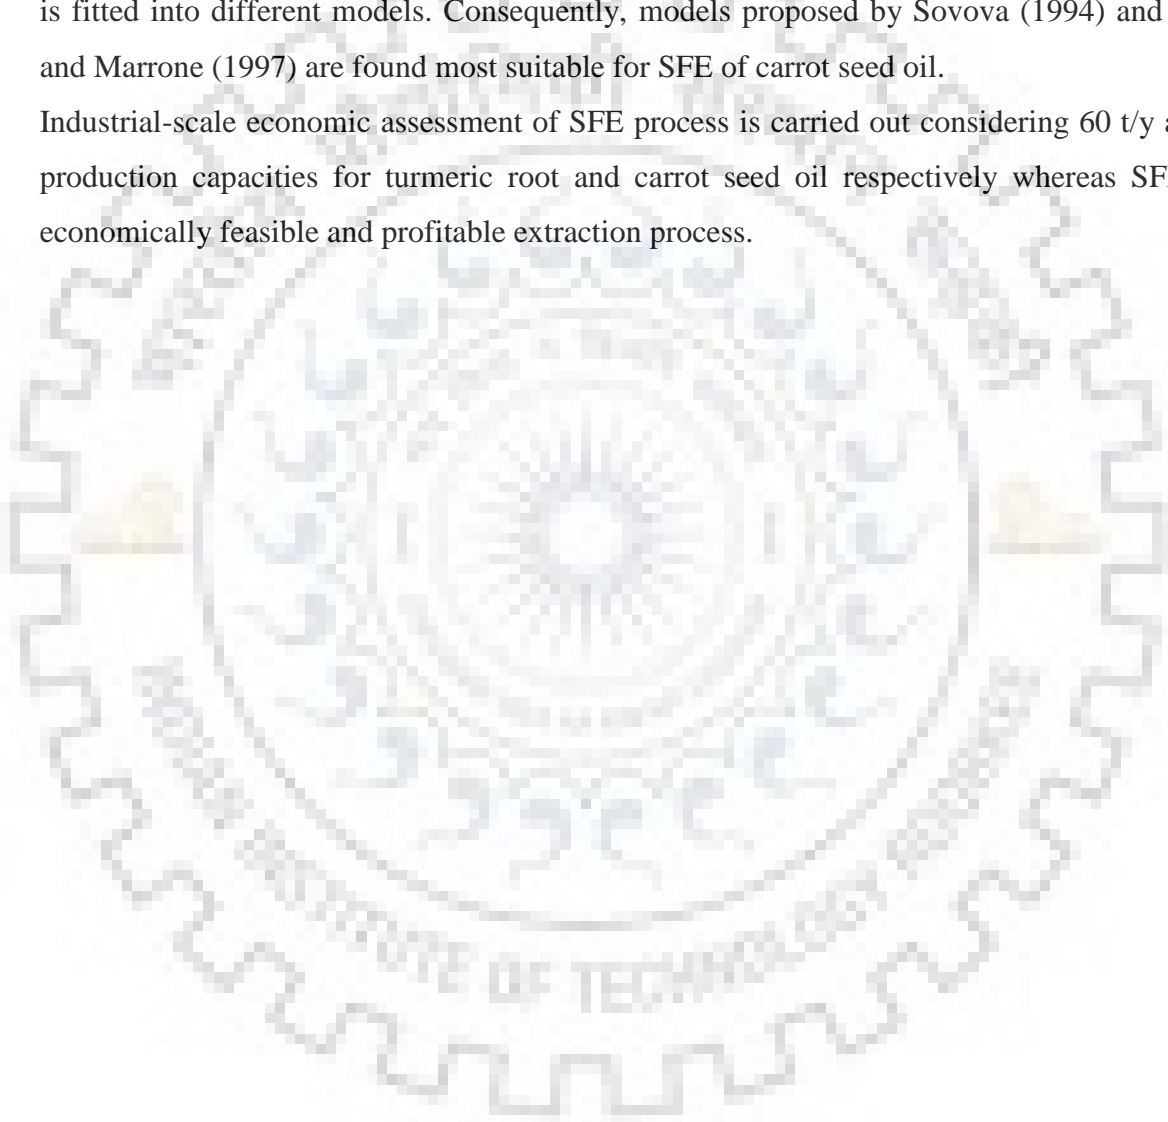 is fitted into different models. Consequently, models proposed by Sovova (1994) and
and Marrone (1997) are found most suitable for SFE of carrot seed oil.
Industrial-scale economic assessment of SFE process is carried out considering 60 t/y
production capacities for turmeric root and carrot seed oil respectively whereas
economically feasible and profitable extraction process.
INSTITUTE OF TECHNOLOGY ROORKEE